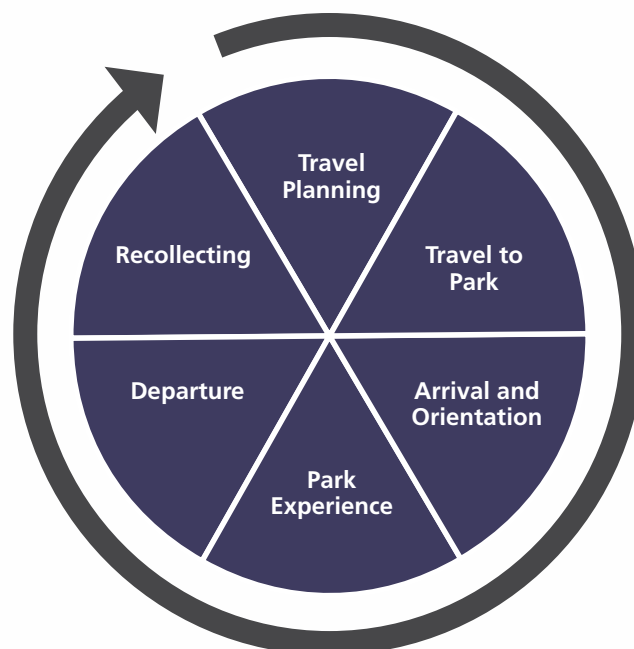 Travel
Planning
Travel to
Park
Arrival and
Orientation
Park
Experience
Departure
Recollecting